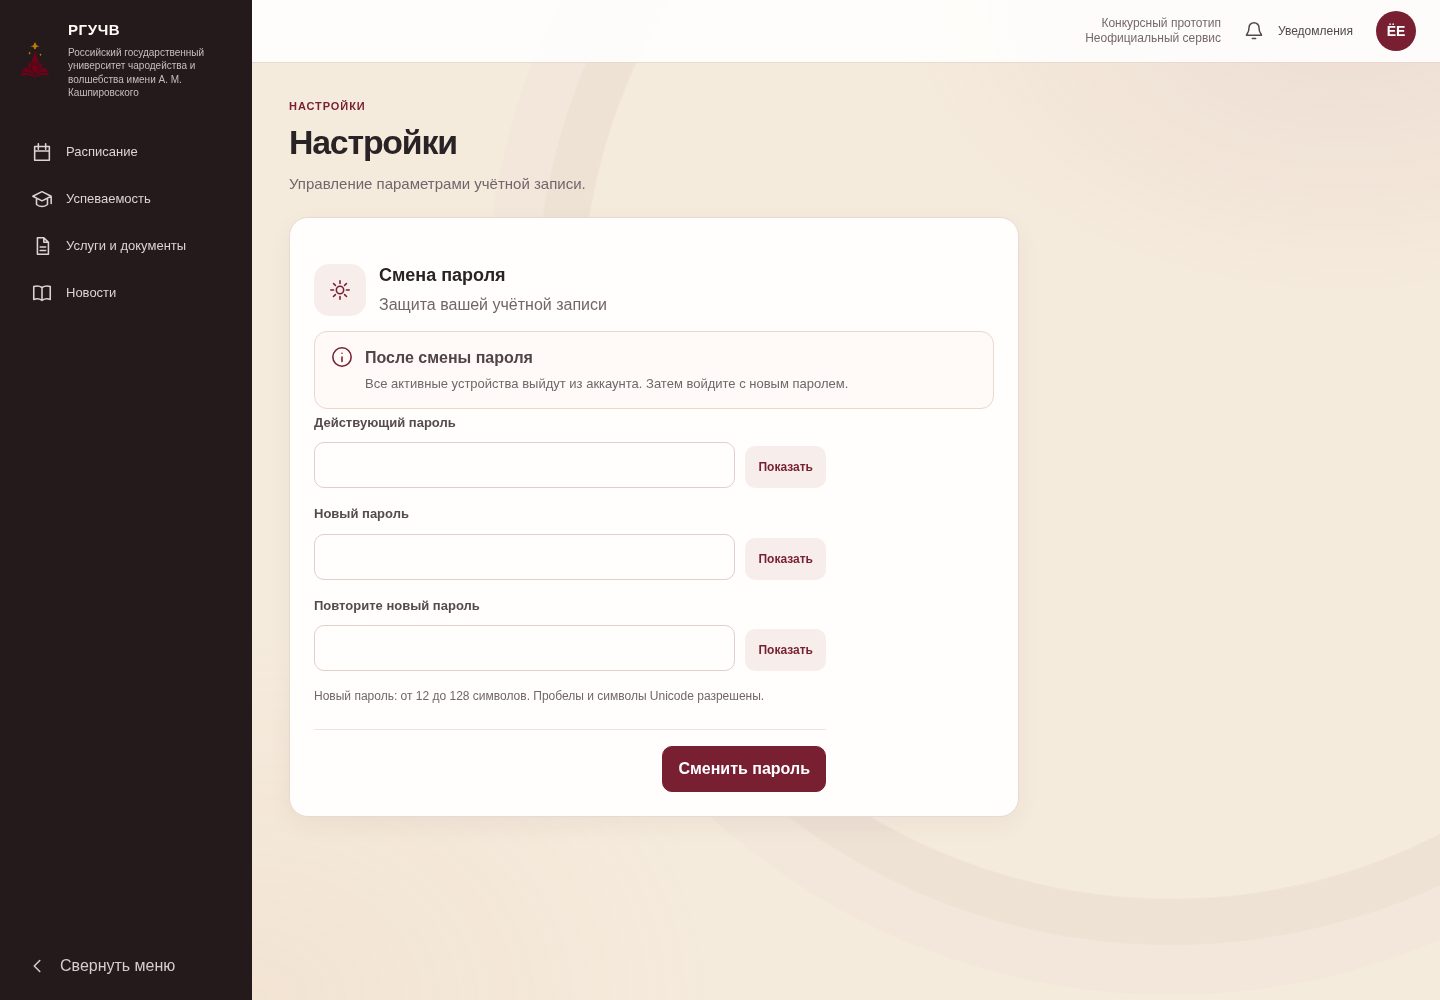 РГУЧВ
Российский государственный
университет чародейства и
волшебства имени А. М.
Кашпировского
Расписание
Успеваемость
Услуги и документы
Новости
Свернуть меню
Конкурсный прототип
Неофициальный сервис
Уведомления
ЁЕ
НАСТРОЙКИ
Настройки
Управление параметрами учётной записи.
Смена пароля
Защита вашей учётной записи
После смены пароля
Все активные устройства выйдут из аккаунта. Затем войдите с новым паролем.
Действующий пароль
Показать
Новый пароль
Показать
Повторите новый пароль
Показать
Новый пароль: от 12 до 128 символов. Пробелы и символы Unicode разрешены.
Сменить пароль